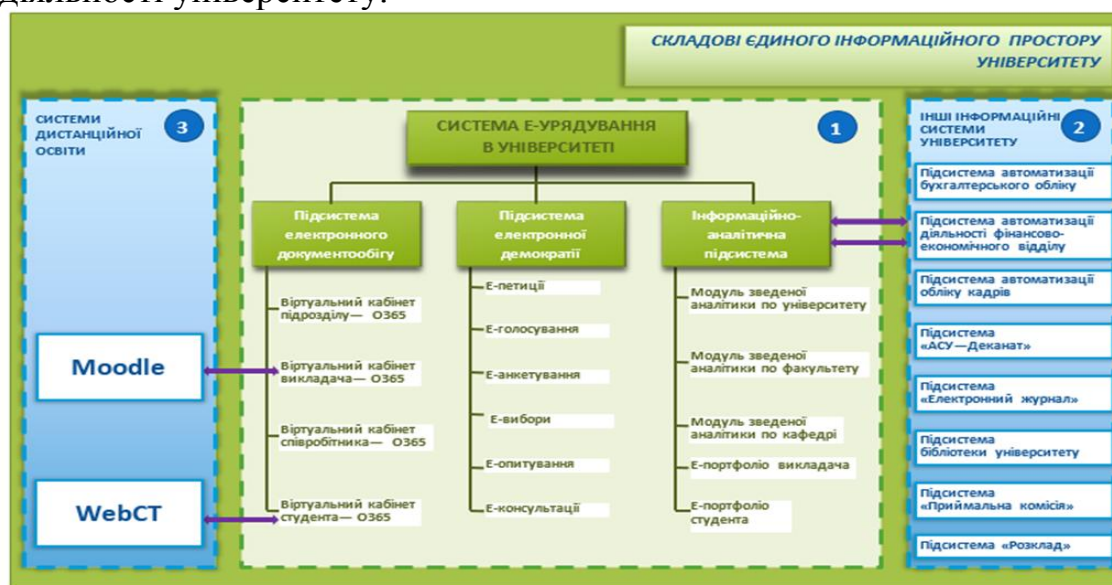 діяльності університету.
СКЛАДОВІ ЄДИНОГО ІНФОРМАЦІЙНОГО ПРОСТОРУ
УНІВЕРСИТЕТУ
СИСТЕМИ
ДИСТАНЦІЙНОЇ
ОСВІТИ
3
Moodle
WebCT
1
СИСТЕМА Е-УРЯДУВАННЯ
В УНІВЕРСИТЕТІ
Підсистема
електронного
документообігу
Віртуальний кабінет
підрозділу— О365
Віртуальний кабінет
викладача— О365
Віртуальний кабінет
співробітника— О365
Віртуальний кабінет
студента— О365
Підсистема
електронної
демократії
Е-петиції
Е-голосування
Е-анкетування
Е-вибори
Е-опитування
Е-консультації
Інформаційно-
аналітична
підсистема
Модуль зведеної
аналітики по університету
Модуль зведеної
аналітики по факультету
Модуль зведеної
аналітики по кафедрі
Е-портфоліо викладача
Е-портфоліо
студента
ІНШІ ІНФОРМАЦІЙНІ
СИСТЕМИ
УНІВЕРСИТЕТУ
2
Підсистема автоматизації
бухгалтерського обліку
Підсистема автоматизації
діяльності фінансово-
економічного відділу
Підсистема автоматизації
обліку кадрів
Підсистема
«АСУ—Деканат»
Підсистема
«Електронний журнал»
Підсистема
бібліотеки університету
Підсистема
«Приймальна комісія»
Підсистема «Розклад»